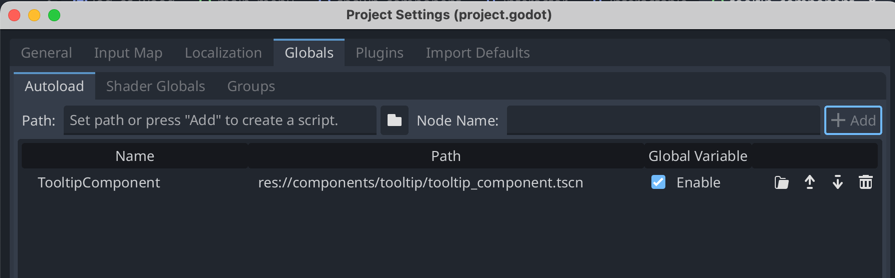 Project Settings (project.godot)
General Input Map Localization Globals Plugins Import Defaults
Autoload Shader Globals Groups
Path: Set path or press "Add" to create a script. Node Name: + Add
Name Path Global Variable
TooltipComponent res://components/tooltip/tooltip_component.tscn Enable